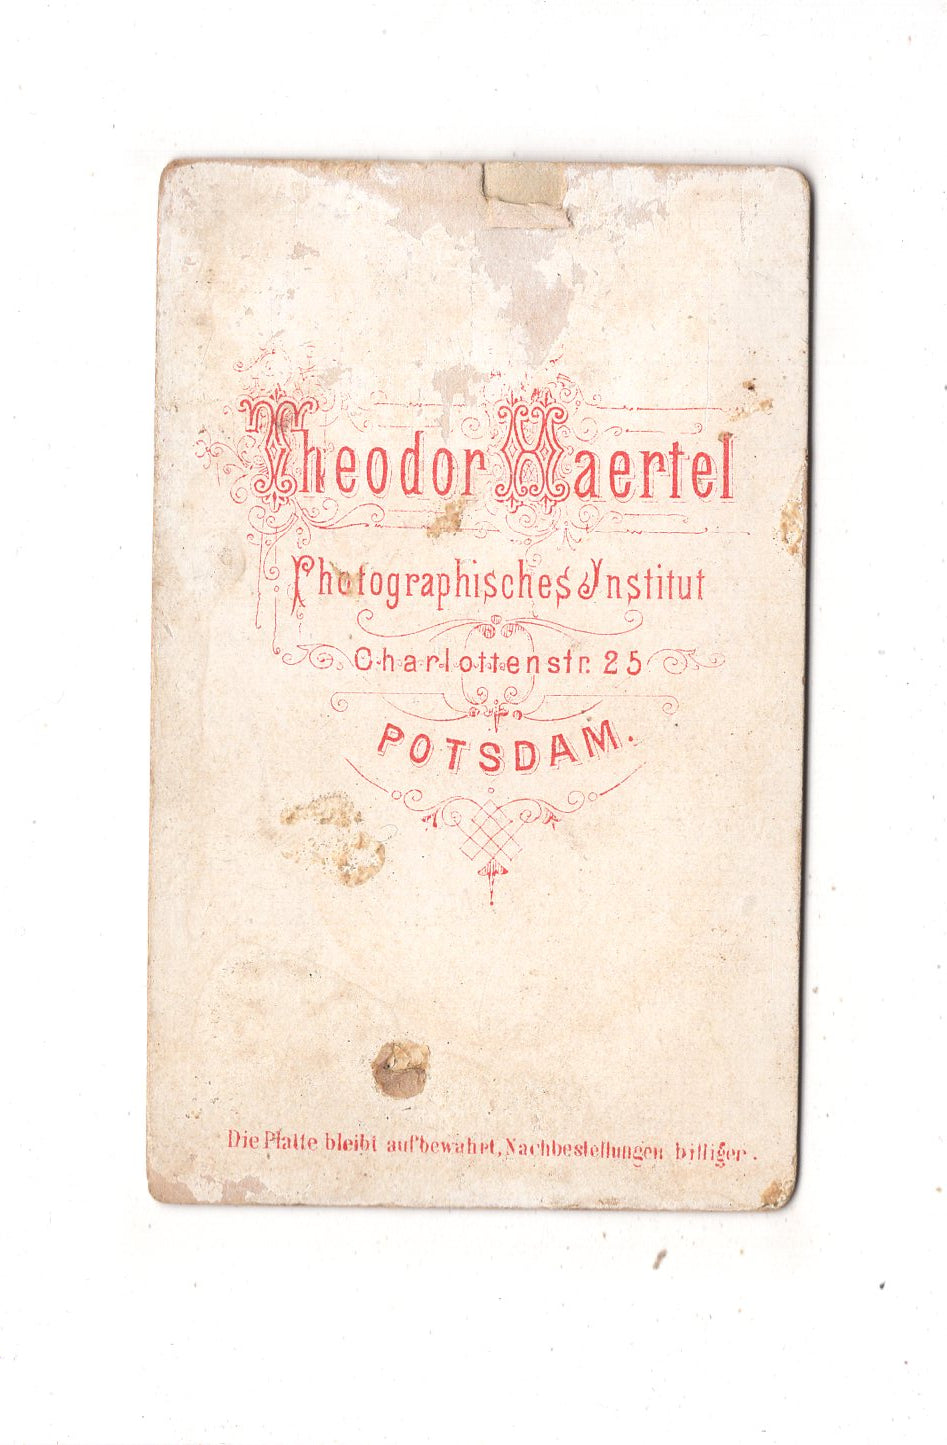 Theodor Haertel
Photographisches Institut
Charlottenstr. 25
POTSDAM.
Die Platte bleibt aufbewahrt, Nachbestellungen billiger.